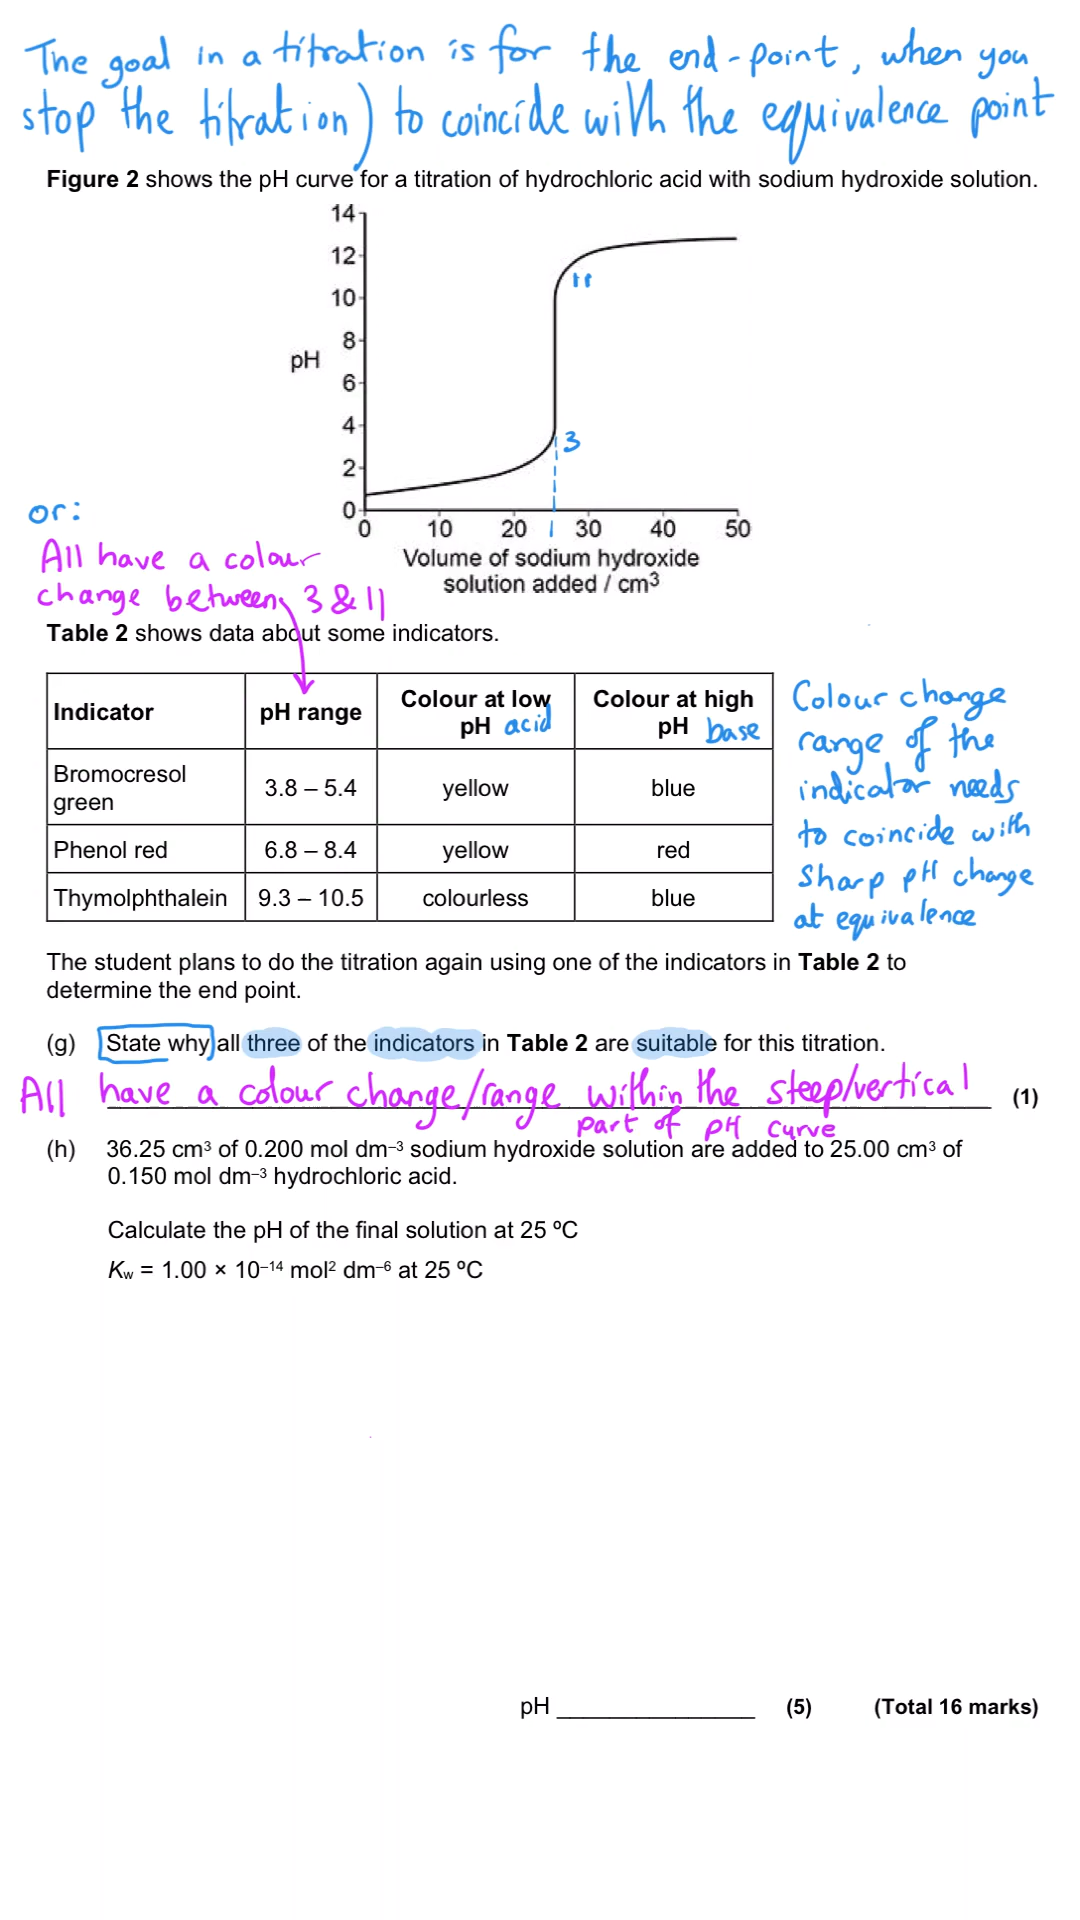 The goal in a titration is for the end-point, when you
stop the titration) to coincide with the equivalence point
Figure 2 shows the pH curve for a titration of hydrochloric acid with sodium hydroxide solution.
14
12
10
8
6
4
2
0
pH
11
3
0 10 20 30 40 50
Volume of sodium hydroxide
solution added / cm³
or:
All have a colour
change between 3 & 11
Table 2 shows data about some indicators.
Indicator pH range Colour at low pH acid Colour at high pH base
Bromocresol green 3.8 – 5.4 yellow blue
Phenol red 6.8 – 8.4 yellow red
Thymolphthalein 9.3 – 10.5 colourless blue
Colour change
range of the
indicator needs
to coincide with
sharp pH change
at equivalence
The student plans to do the titration again using one of the indicators in Table 2 to
determine the end point.
(g) State why all three of the indicators in Table 2 are suitable for this titration.
All have a colour change/range within the steep/vertical (1)
part of pH curve
(h) 36.25 cm³ of 0.200 mol dm⁻³ sodium hydroxide solution are added to 25.00 cm³ of
0.150 mol dm⁻³ hydrochloric acid.
Calculate the pH of the final solution at 25 ºC
Kw = 1.00 × 10⁻¹⁴ mol² dm⁻⁶ at 25 ºC
pH ________________ (5) (Total 16 marks)